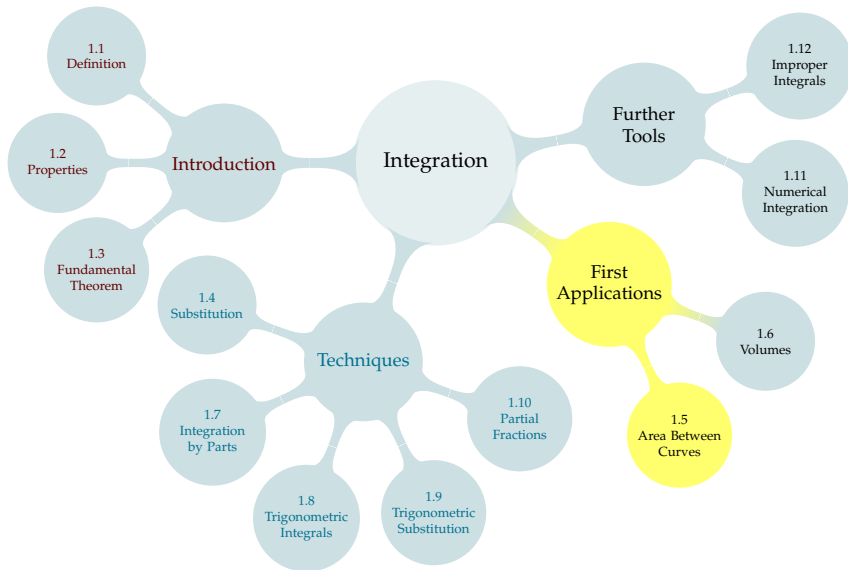 Integration
Introduction
1.1
Definition
1.2
Properties
1.3
Fundamental
Theorem
Techniques
1.4
Substitution
1.7
Integration
by Parts
1.8
Trigonometric
Integrals
1.9
Trigonometric
Substitution
1.10
Partial
Fractions
First
Applications
1.5
Area Between
Curves
1.6
Volumes
Further
Tools
1.11
Numerical
Integration
1.12
Improper
Integrals